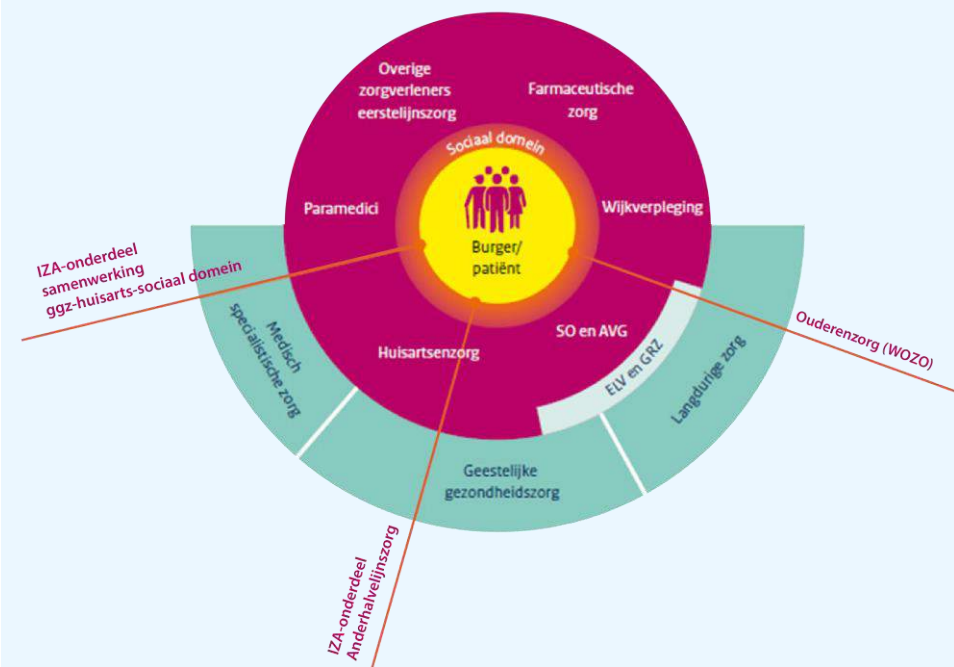 Overige
zorgverleners
eerstelijnszorg
Farmaceutische
zorg
Sociaal domein
Paramedici
Wijkverpleging
Burger/
patiënt
IZA-onderdeel
samenwerking
ggz-huisarts-sociaal domein
Medisch
specialistische zorg
Huisartsenzorg
SO en AVG
ELV en GRZ
Langdurige zorg
Ouderenzorg (WOZO)
Geestelijke
gezondheidszorg
IZA-onderdeel
Anderhalvelijnszorg